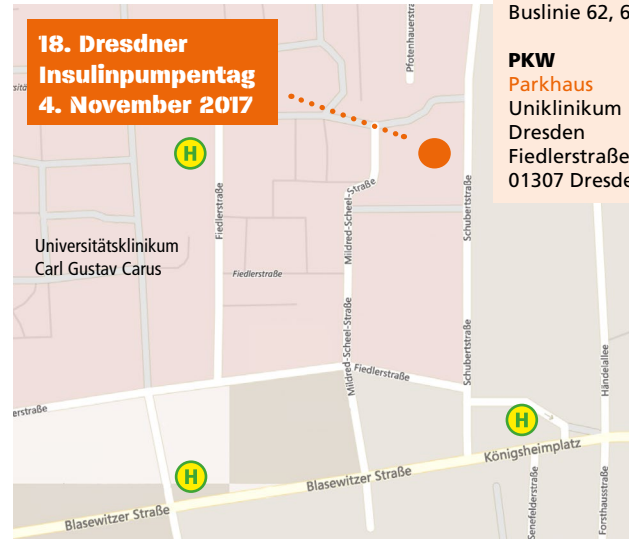 18. Dresdner
Insulinpumpentag
4. November 2017
Buslinie 62, 6
PKW
Parkhaus
Uniklinikum
Dresden
Fiedlerstraße
01307 Dresde
Pfotenhauerstra
H
Fiedlerstraße
Mildred-Scheel-Straße
Schubertstraße
Universitätsklinikum
Carl Gustav Carus
Fiedlerstraße
Mildred-Scheel-Straße
Fiedlerstraße
Schubertstraße
Händelallee
erstraße
H
H
Königsheimplatz
Blasewitzer Straße
Blasewitzer Straße
Senefelderstraße
Forsthausstraße